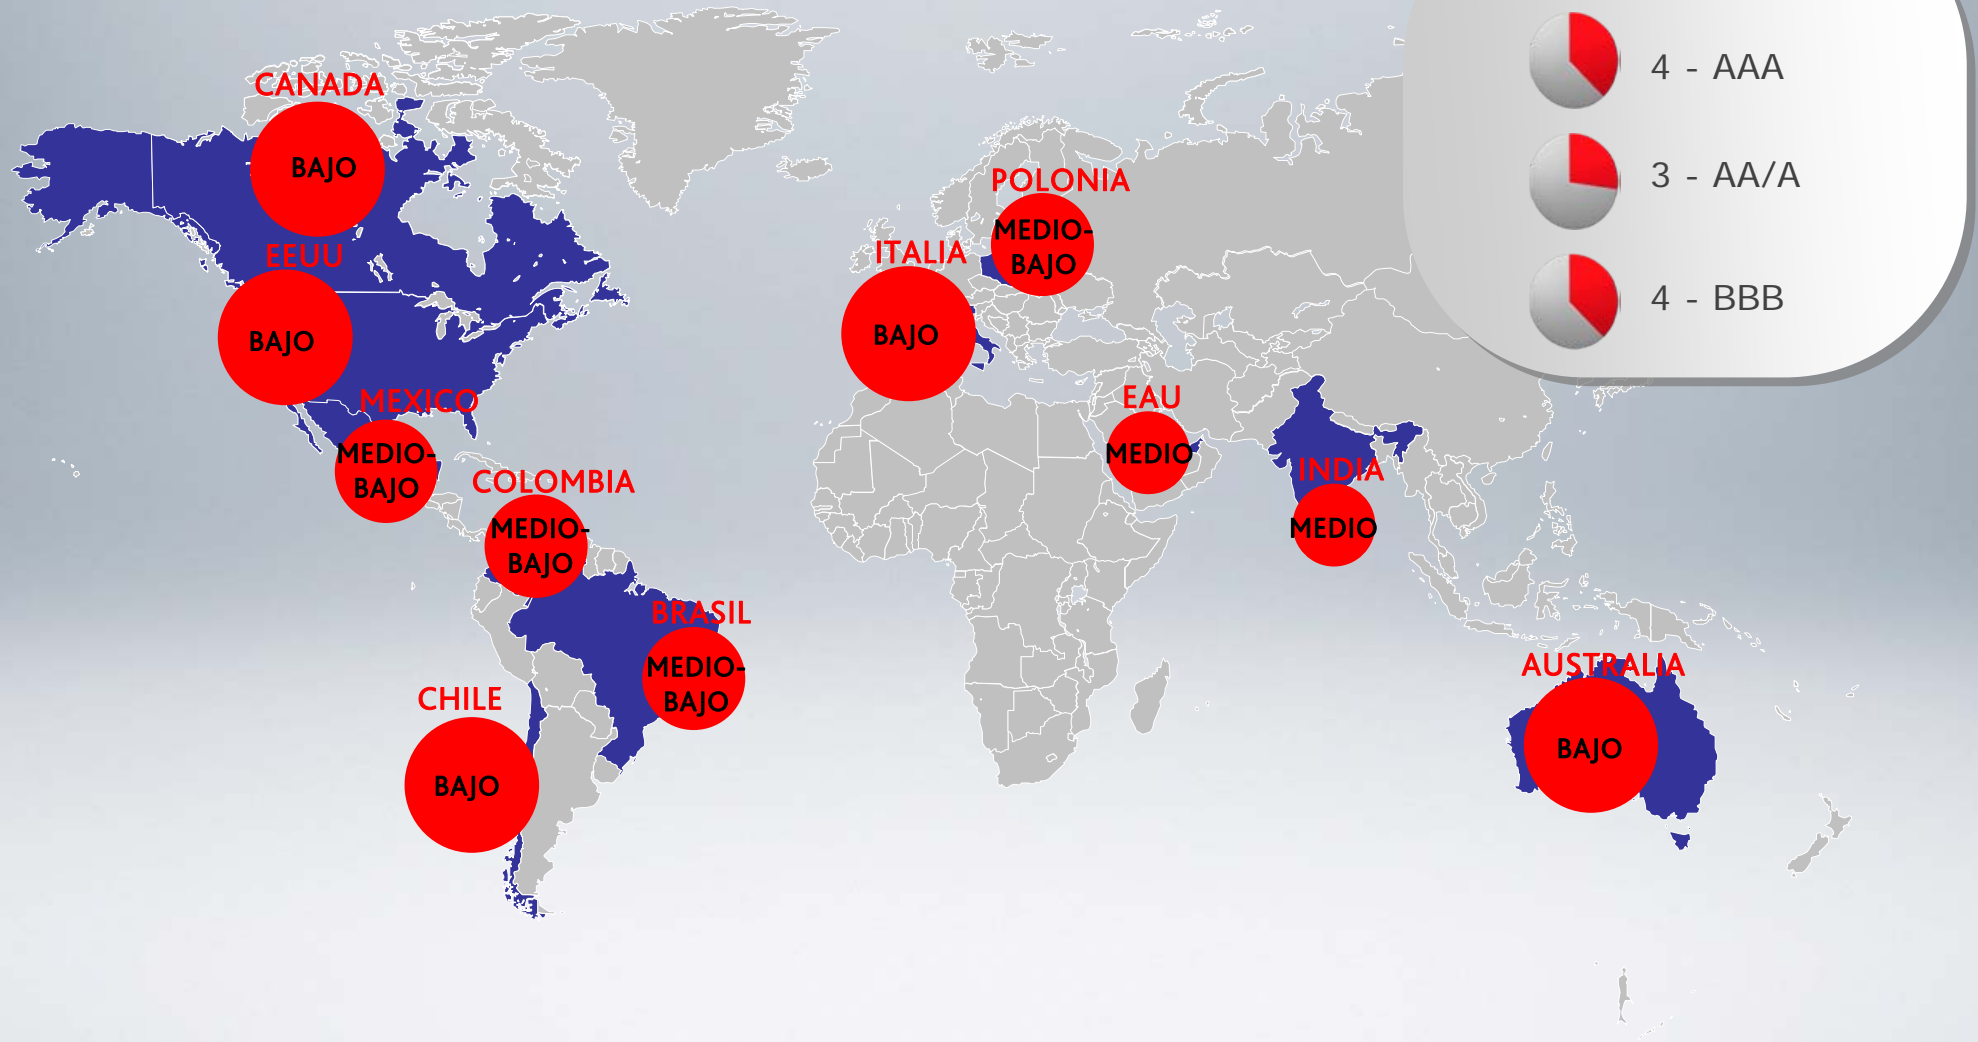 4 - AAA
3 - AA/A
4 - BBB
CANADA
BAJO
EEUU
BAJO
MEXICO
MEDIO-
BAJO
COLOMBIA
MEDIO-
BAJO
BRASIL
MEDIO-
BAJO
CHILE
BAJO
POLONIA
MEDIO-
BAJO
ITALIA
BAJO
EAU
MEDIO
INDIA
MEDIO
AUSTRALIA
BAJO